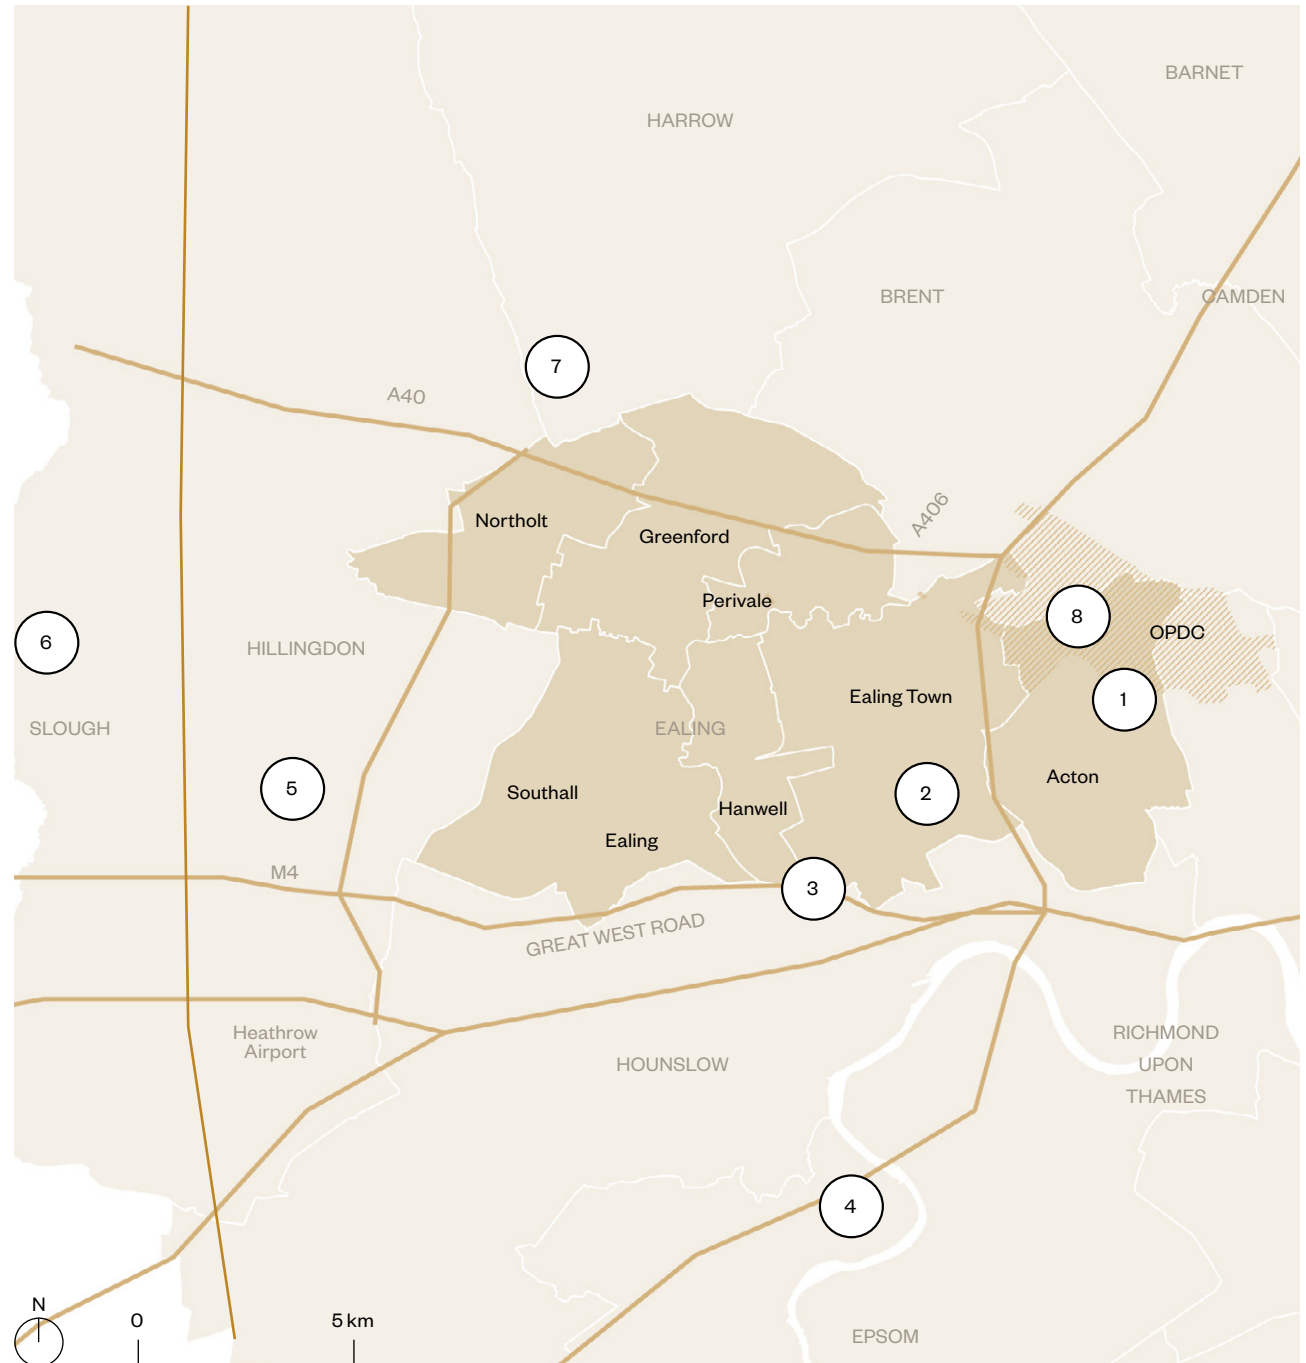 BARNET
HARROW
BRENT
CAMDEN
7
A40
A406
Northolt
Greenford
Perivale
8
OPDC
6
HILLINGDON
Ealing Town
1
SLOUGH
EALING
Acton
5
Southall
2
Hanwell
Ealing
M4
3
GREAT WEST ROAD
Heathrow
Airport
HOUNSLOW
RICHMOND
UPON
THAMES
4
N
0
5 km
EPSOM